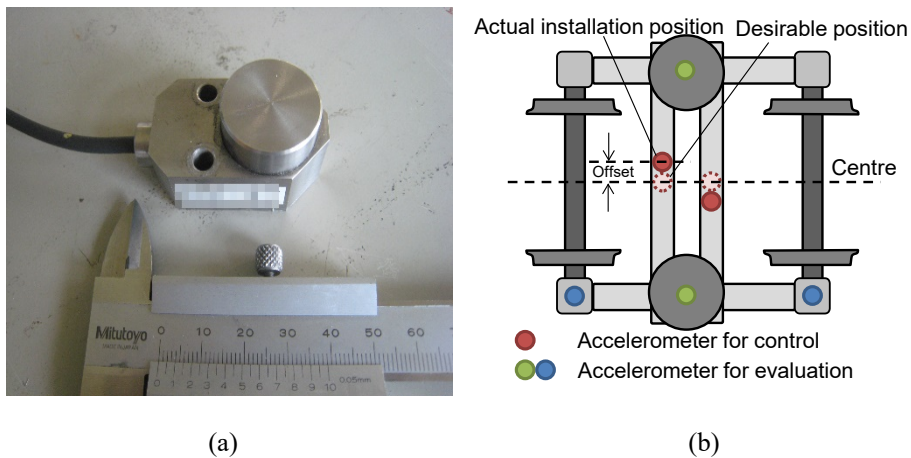 Mitutoyo
0 10 20 30 40 50 60
0 1 2 3 4 5 6 7 8 9 10 0.05mm
(a)
Actual installation position
Desirable position
Offset
Centre
Accelerometer for control
Accelerometer for evaluation
(b)